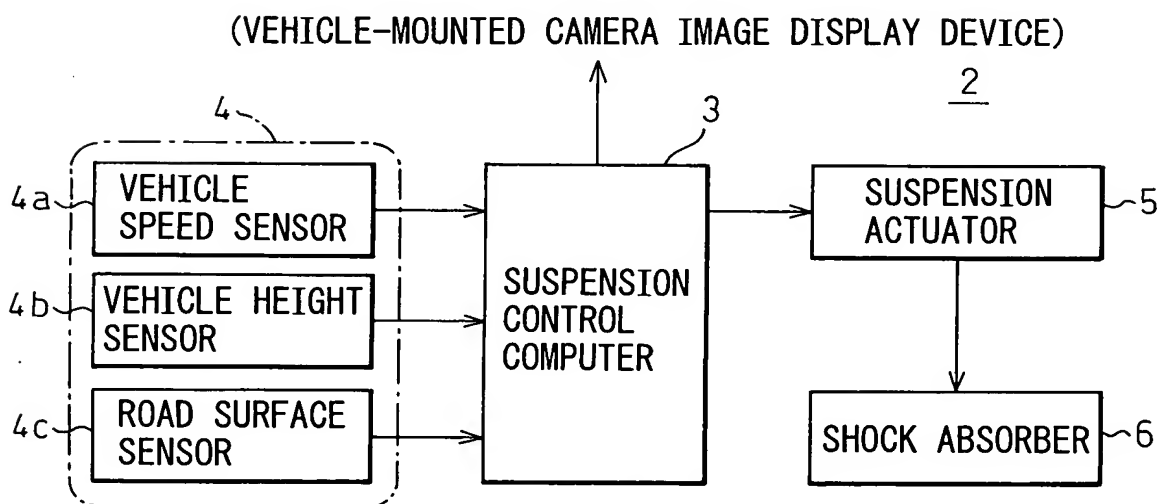 (VEHICLE-MOUNTED CAMERA IMAGE DISPLAY DEVICE)
2
4
3
4a
VEHICLE
SPEED SENSOR
4b
VEHICLE HEIGHT
SENSOR
4c
ROAD SURFACE
SENSOR
SUSPENSION
CONTROL
COMPUTER
SUSPENSION
ACTUATOR
5
SHOCK ABSORBER
6